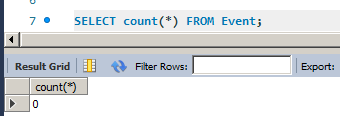 7 SELECT count(*) FROM Event;
Result Grid Filter Rows: Export:
count(*)
0